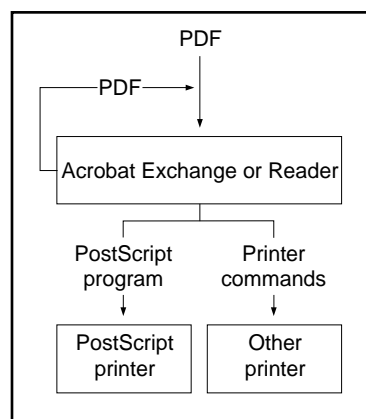 PDF
PDF
Acrobat Exchange or Reader
PostScript
program
Printer
commands
PostScript
printer
Other
printer